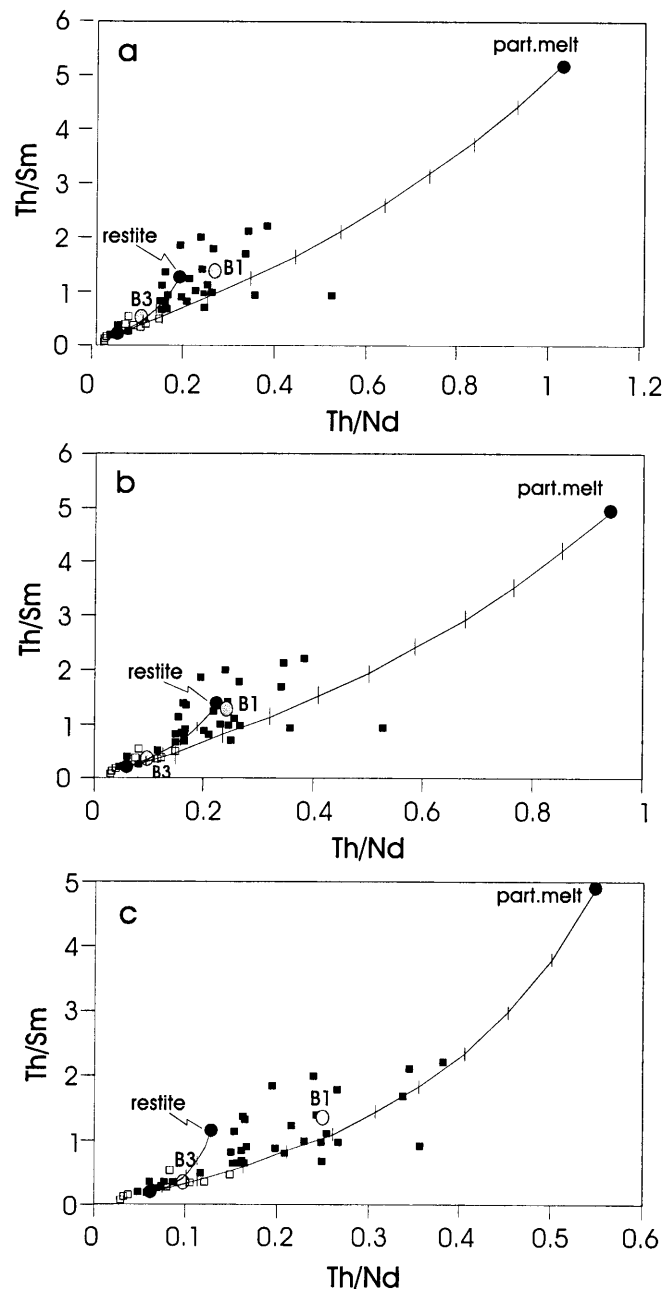 6
a
part.melt
5
4
Th/Sm
3
restite
2
B1
1
B3
0
0 0.2 0.4 0.6 0.8 1 1.2
Th/Nd
6
b
part.melt
5
4
Th/Sm
3
2
restite
B1
1
B3
0
0 0.2 0.4 0.6 0.8 1
Th/Nd
5
c
part.melt
4
Th/Sm
3
2
restite
B1
1
B3
0
0 0.1 0.2 0.3 0.4 0.5 0.6
Th/Nd